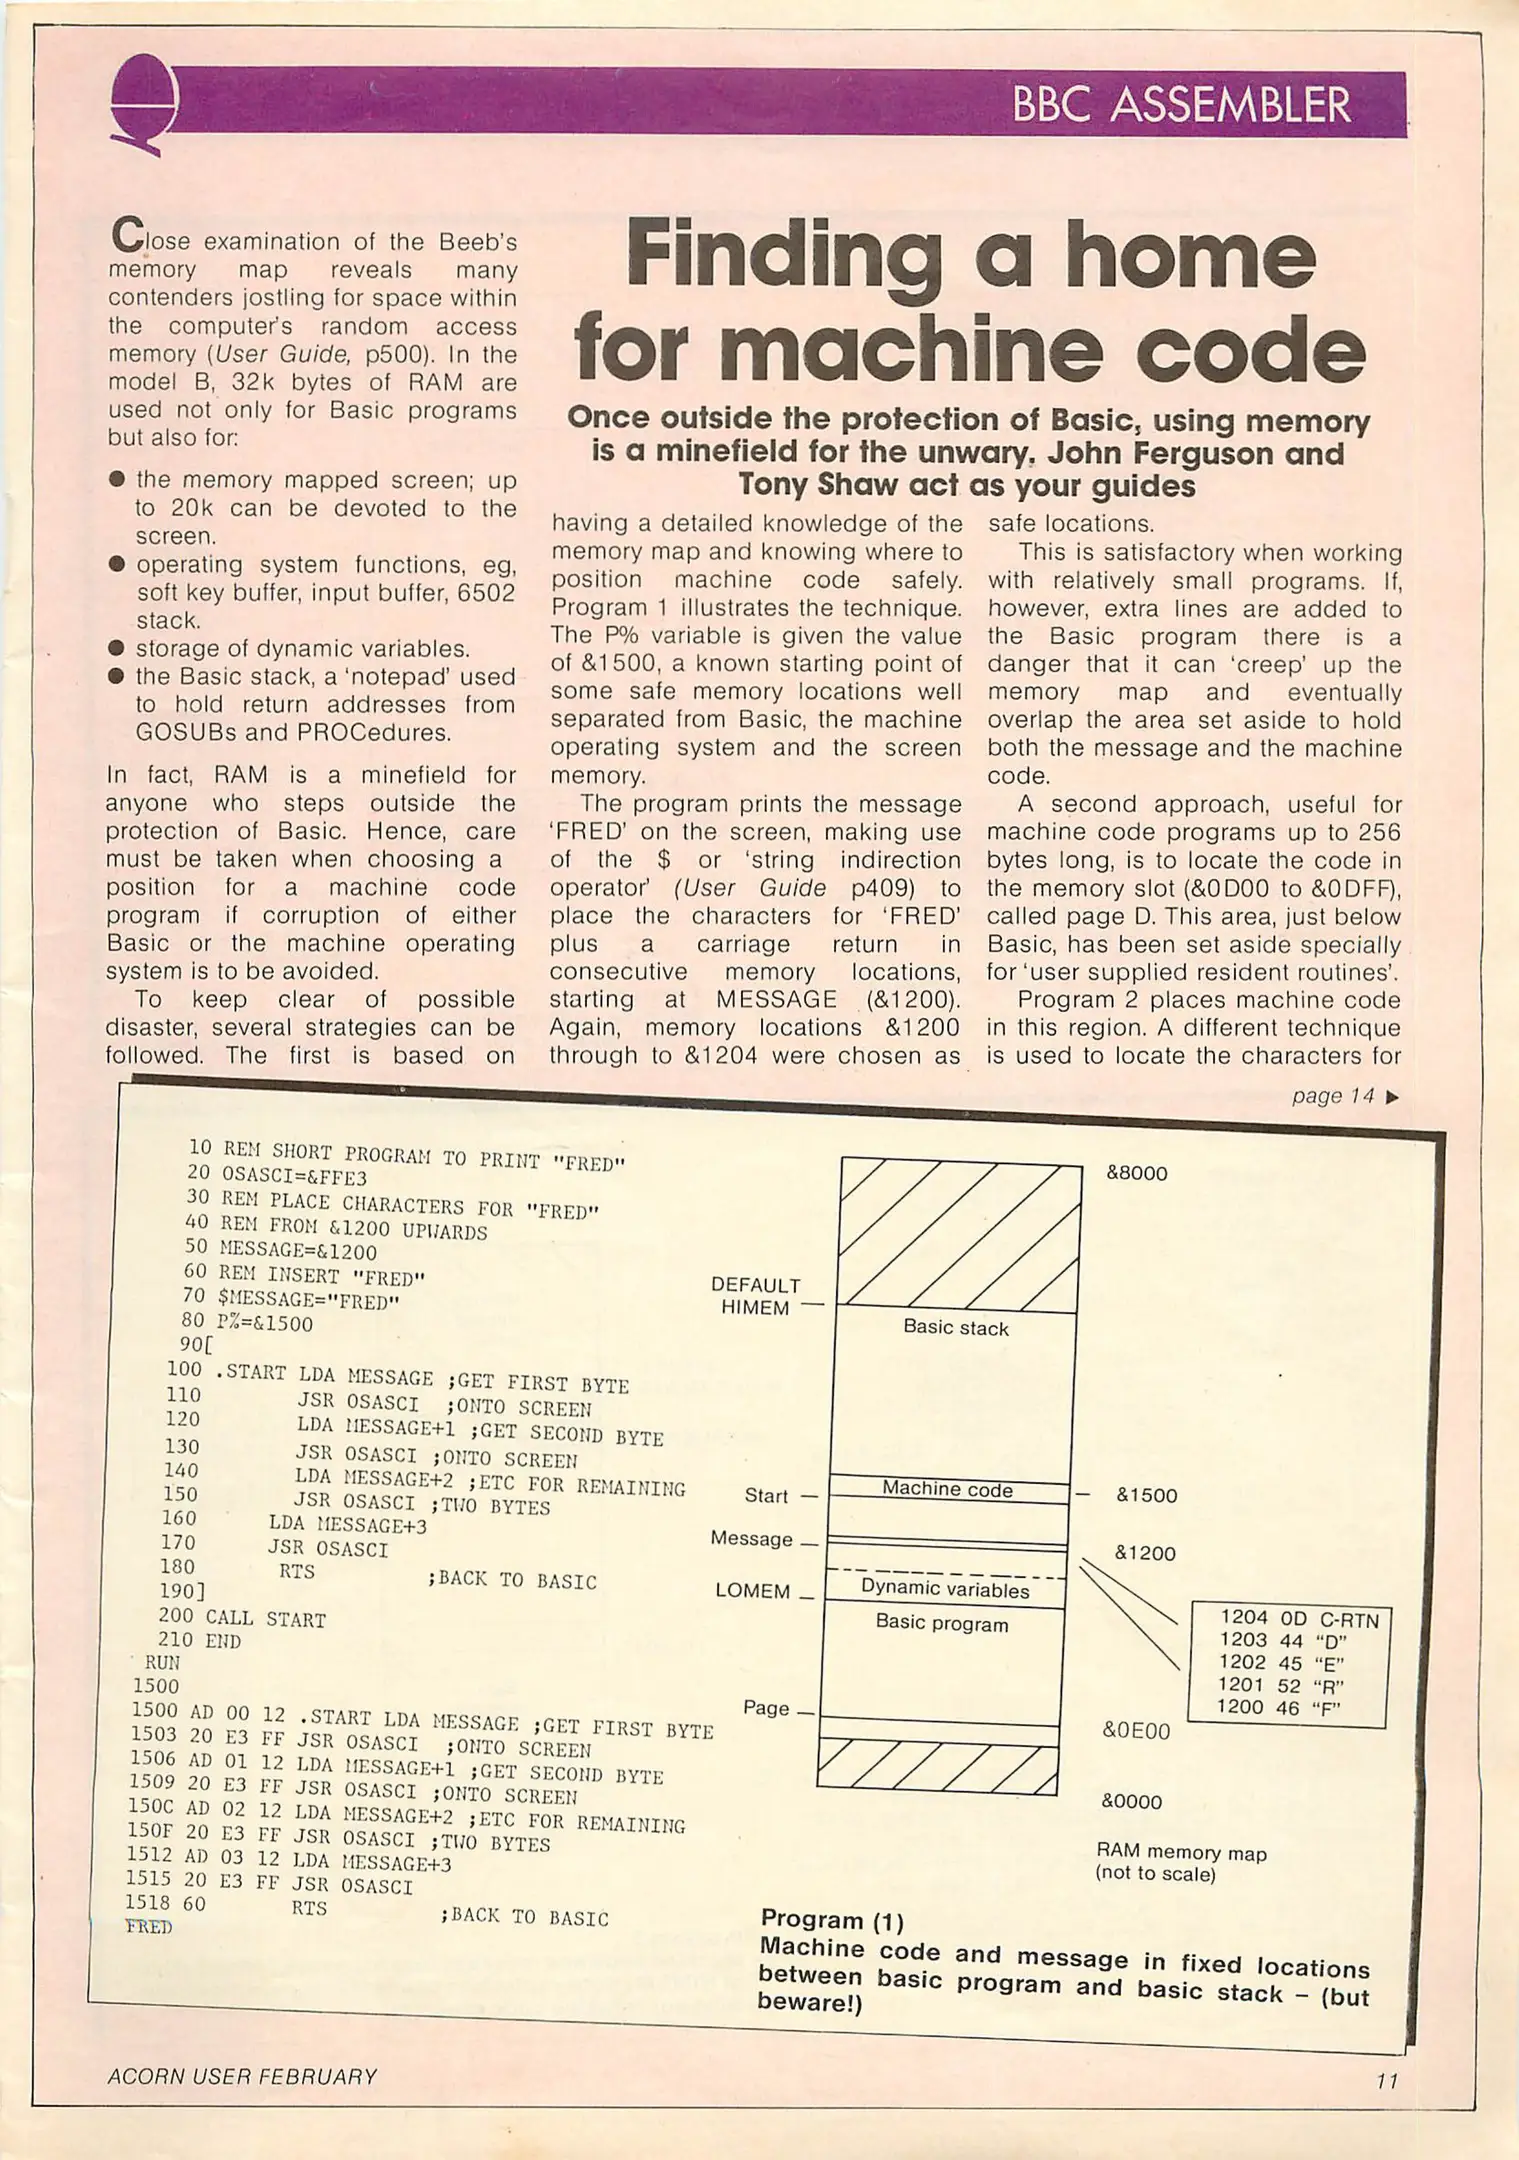 BBC ASSEMBLER
Finding a home
for machine code
Once outside the protection of Basic, using memory
is a minefield for the unwary. John Ferguson and
Tony Shaw act as your guides
Close examination of the Beeb's
memory map reveals many
contenders jostling for space within
the computer's random access
memory (User Guide, p500). In the
model B, 32k bytes of RAM are
used not only for Basic programs
but also for:
● the memory mapped screen; up
to 20k can be devoted to the
screen.
● operating system functions, eg,
soft key buffer, input buffer, 6502
stack.
● storage of dynamic variables.
● the Basic stack, a 'notepad' used
to hold return addresses from
GOSUBs and PROCedures.
In fact, RAM is a minefield for
anyone who steps outside the
protection of Basic. Hence, care
must be taken when choosing a
position for a machine code
program if corruption of either
Basic or the machine operating
system is to be avoided.
To keep clear of possible
disaster, several strategies can be
followed. The first is based on
having a detailed knowledge of the
memory map and knowing where to
position machine code safely.
Program 1 illustrates the technique.
The P% variable is given the value
of &1500, a known starting point of
some safe memory locations well
separated from Basic, the machine
operating system and the screen
memory.
The program prints the message
'FRED' on the screen, making use
of the $ or 'string indirection
operator' (User Guide p409) to
place the characters for 'FRED'
plus a carriage return in
consecutive memory locations,
starting at MESSAGE (&1200).
Again, memory locations &1200
through to &1204 were chosen as
safe locations.
This is satisfactory when working
with relatively small programs. If,
however, extra lines are added to
the Basic program there is a
danger that it can 'creep' up the
memory map and eventually
overlap the area set aside to hold
both the message and the machine
code.
A second approach, useful for
machine code programs up to 256
bytes long, is to locate the code in
the memory slot (&0D00 to &0DFF),
called page D. This area, just below
Basic, has been set aside specially
for 'user supplied resident routines'.
Program 2 places machine code
in this region. A different technique
is used to locate the characters for
page 14 ►
10 REM SHORT PROGRAM TO PRINT "FRED"
20 OSASCI=&FFE3
30 REM PLACE CHARACTERS FOR "FRED"
40 REM FROM &1200 UPWARDS
50 MESSAGE=&1200
60 REM INSERT "FRED"
70 $MESSAGE="FRED"
80 P%=&1500
90[
100 .START LDA MESSAGE ;GET FIRST BYTE
110 JSR OSASCI ;ONTO SCREEN
120 LDA MESSAGE+1 ;GET SECOND BYTE
130 JSR OSASCI ;ONTO SCREEN
140 LDA MESSAGE+2 ;ETC FOR REMAINING
150 JSR OSASCI ;TWO BYTES
160 LDA MESSAGE+3
170 JSR OSASCI
180 RTS ;BACK TO BASIC
190]
200 CALL START
210 END
RUN
1500
1500 AD 00 12 .START LDA MESSAGE ;GET FIRST BYTE
1503 20 E3 FF JSR OSASCI ;ONTO SCREEN
1506 AD 01 12 LDA MESSAGE+1 ;GET SECOND BYTE
1509 20 E3 FF JSR OSASCI ;ONTO SCREEN
150C AD 02 12 LDA MESSAGE+2 ;ETC FOR REMAINING
150F 20 E3 FF JSR OSASCI ;TWO BYTES
1512 AD 03 12 LDA MESSAGE+3
1515 20 E3 FF JSR OSASCI
1518 60 RTS ;BACK TO BASIC
FRED
&8000
DEFAULT
HIMEM
Basic stack
Start
Machine code
&1500
Message
&1200
LOMEM
Dynamic variables
Basic program
1204 0D C-RTN
1203 44 "D"
1202 45 "E"
1201 52 "R"
1200 46 "F"
Page
&0E00
&0000
RAM memory map
(not to scale)
Program (1)
Machine code and message in fixed locations
between basic program and basic stack – (but
beware!)
ACORN USER FEBRUARY
11